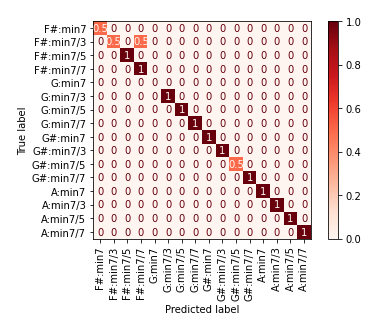 F#:min7 0.5 0 0 0 0 0 0 0 0 0 0 0 0 0 0 0
F#:min7/3 0 0.5 0 0.5 0 0 0 0 0 0 0 0 0 0 0 0
F#:min7/5 0 0 1 0 0 0 0 0 0 0 0 0 0 0 0 0
F#:min7/7 0 0 0 1 0 0 0 0 0 0 0 0 0 0 0 0
G:min7 0 0 0 0 0 0 0 0 0 0 0 0 0 0 0 0
G:min7/3 0 0 0 0 0 1 0 0 0 0 0 0 0 0 0 0
G:min7/5 0 0 0 0 0 0 1 0 0 0 0 0 0 0 0 0
G:min7/7 0 0 0 0 0 0 0 1 0 0 0 0 0 0 0 0
G#:min7 0 0 0 0 0 0 0 0 1 0 0 0 0 0 0 0
G#:min7/3 0 0 0 0 0 0 0 0 0 1 0 0 0 0 0 0
G#:min7/5 0 0 0 0 0 0 0 0 0 0 0.5 0 0 0 0 0
G#:min7/7 0 0 0 0 0 0 0 0 0 0 0 1 0 0 0 0
A:min7 0 0 0 0 0 0 0 0 0 0 0 0 1 0 0 0
A:min7/3 0 0 0 0 0 0 0 0 0 0 0 0 0 1 0 0
A:min7/5 0 0 0 0 0 0 0 0 0 0 0 0 0 0 1 0
A:min7/7 0 0 0 0 0 0 0 0 0 0 0 0 0 0 0 1
True label
F#:min7
F#:min7/3
F#:min7/5
F#:min7/7
G:min7
G:min7/3
G:min7/5
G:min7/7
G#:min7
G#:min7/3
G#:min7/5
G#:min7/7
A:min7
A:min7/3
A:min7/5
A:min7/7
Predicted label
1.0
0.8
0.6
0.4
0.2
0.0